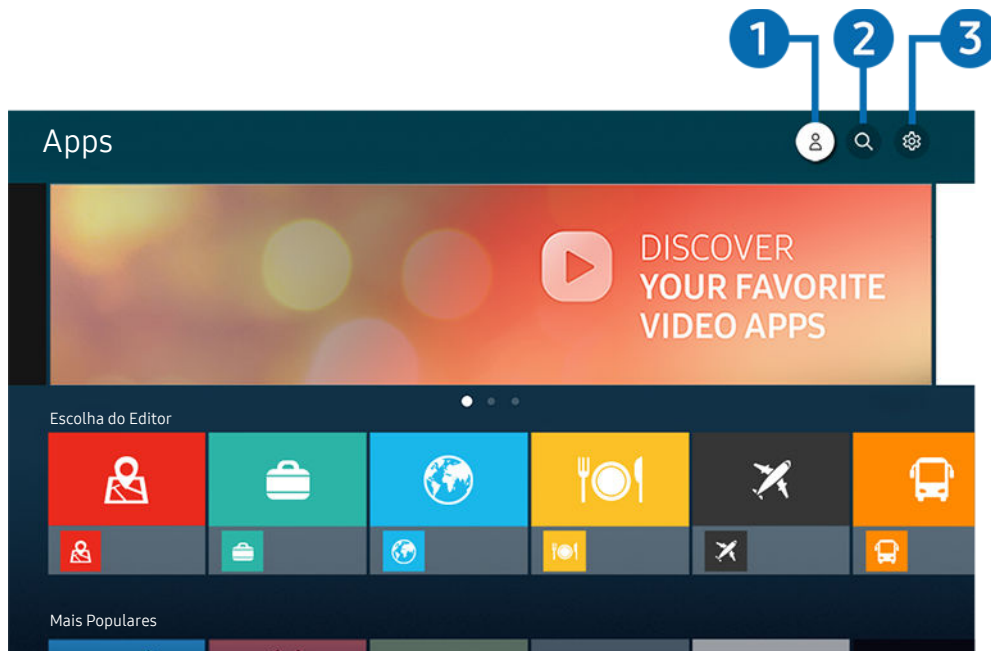 1 2 3
Apps
DISCOVER
YOUR FAVORITE
VIDEO APPS
Escolha do Editor
Mais Populares